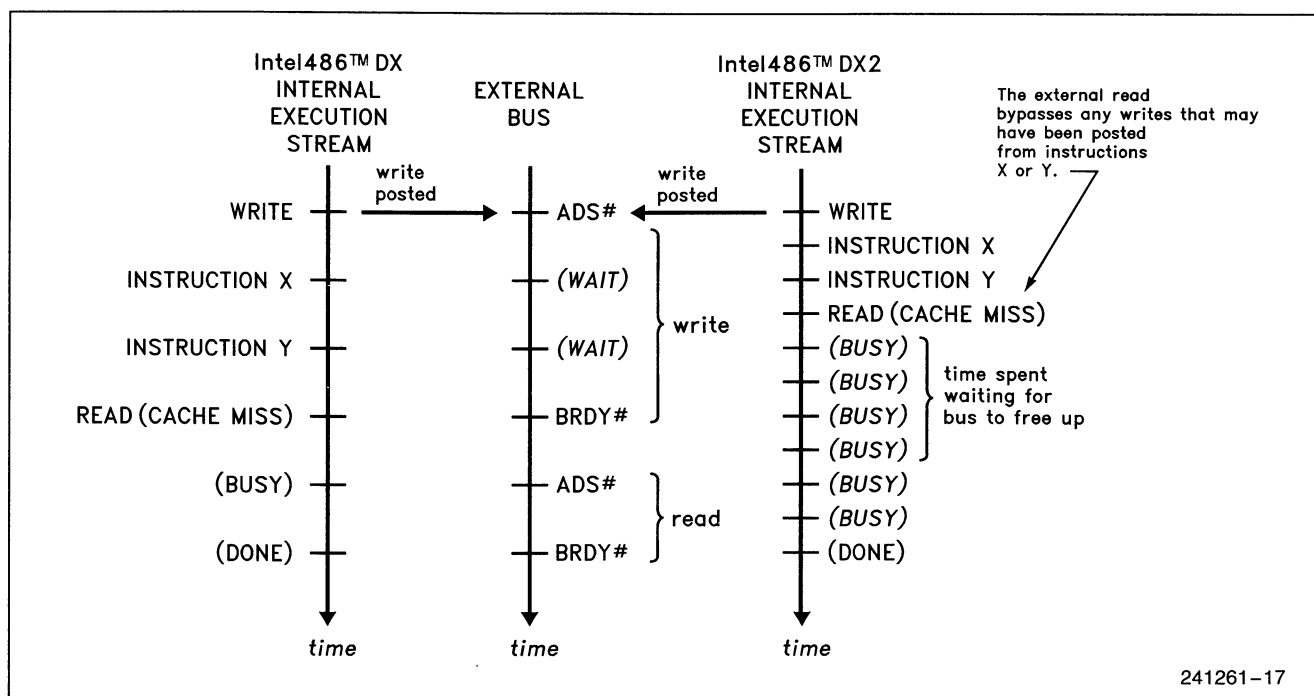 Intel486™ DX
INTERNAL
EXECUTION
STREAM
EXTERNAL
BUS
Intel486™ DX2
INTERNAL
EXECUTION
STREAM
The external read
bypasses any writes that may
have been posted
from instructions
X or Y.
write
posted
write
posted
WRITE
ADS#
WRITE
INSTRUCTION X
INSTRUCTION X
(WAIT)
INSTRUCTION Y
READ (CACHE MISS)
write
INSTRUCTION Y
(WAIT)
(BUSY)
(BUSY)
READ (CACHE MISS)
BRDY#
(BUSY)
(BUSY)
time spent
waiting for
bus to free up
(BUSY)
ADS#
(BUSY)
read
(BUSY)
(DONE)
BRDY#
(DONE)
time
time
time
241261–17